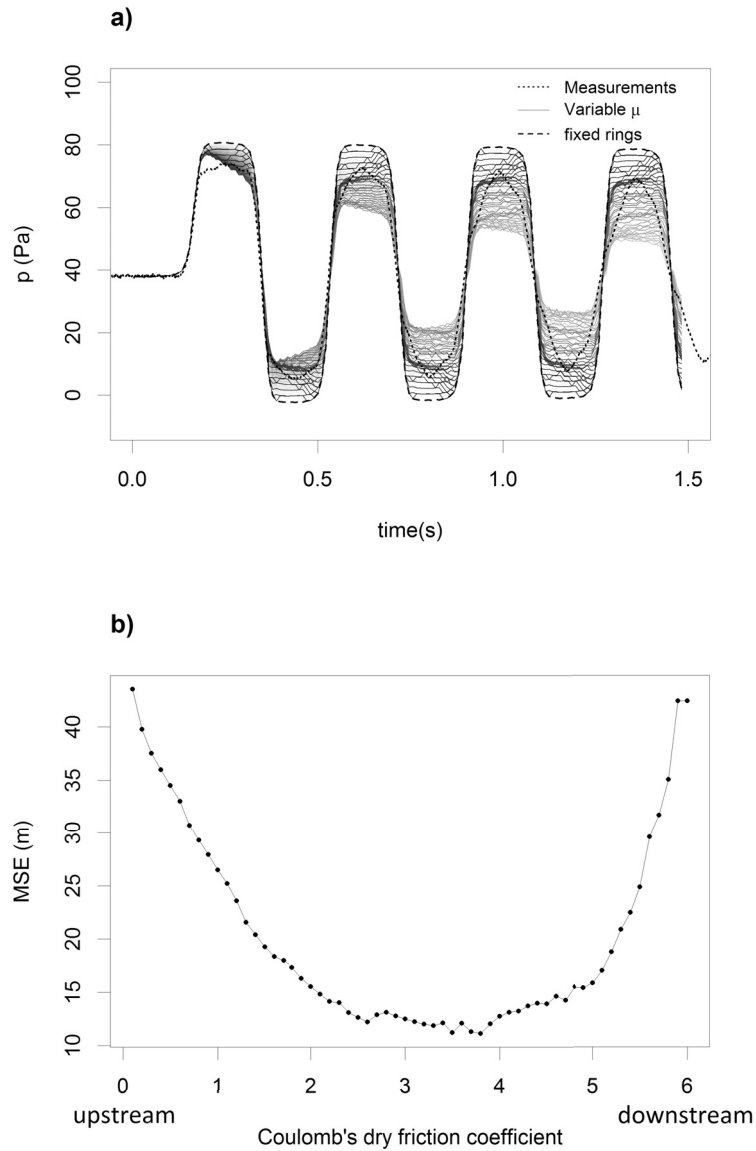 a)
100
80
60
40
20
0
p (Pa)
Measurements
Variable μ
fixed rings
0.0 0.5 1.0 1.5
time(s)
b)
40
35
30
25
20
15
10
MSE (m)
0 1 2 3 4 5 6
upstream downstream
Coulomb's dry friction coefficient